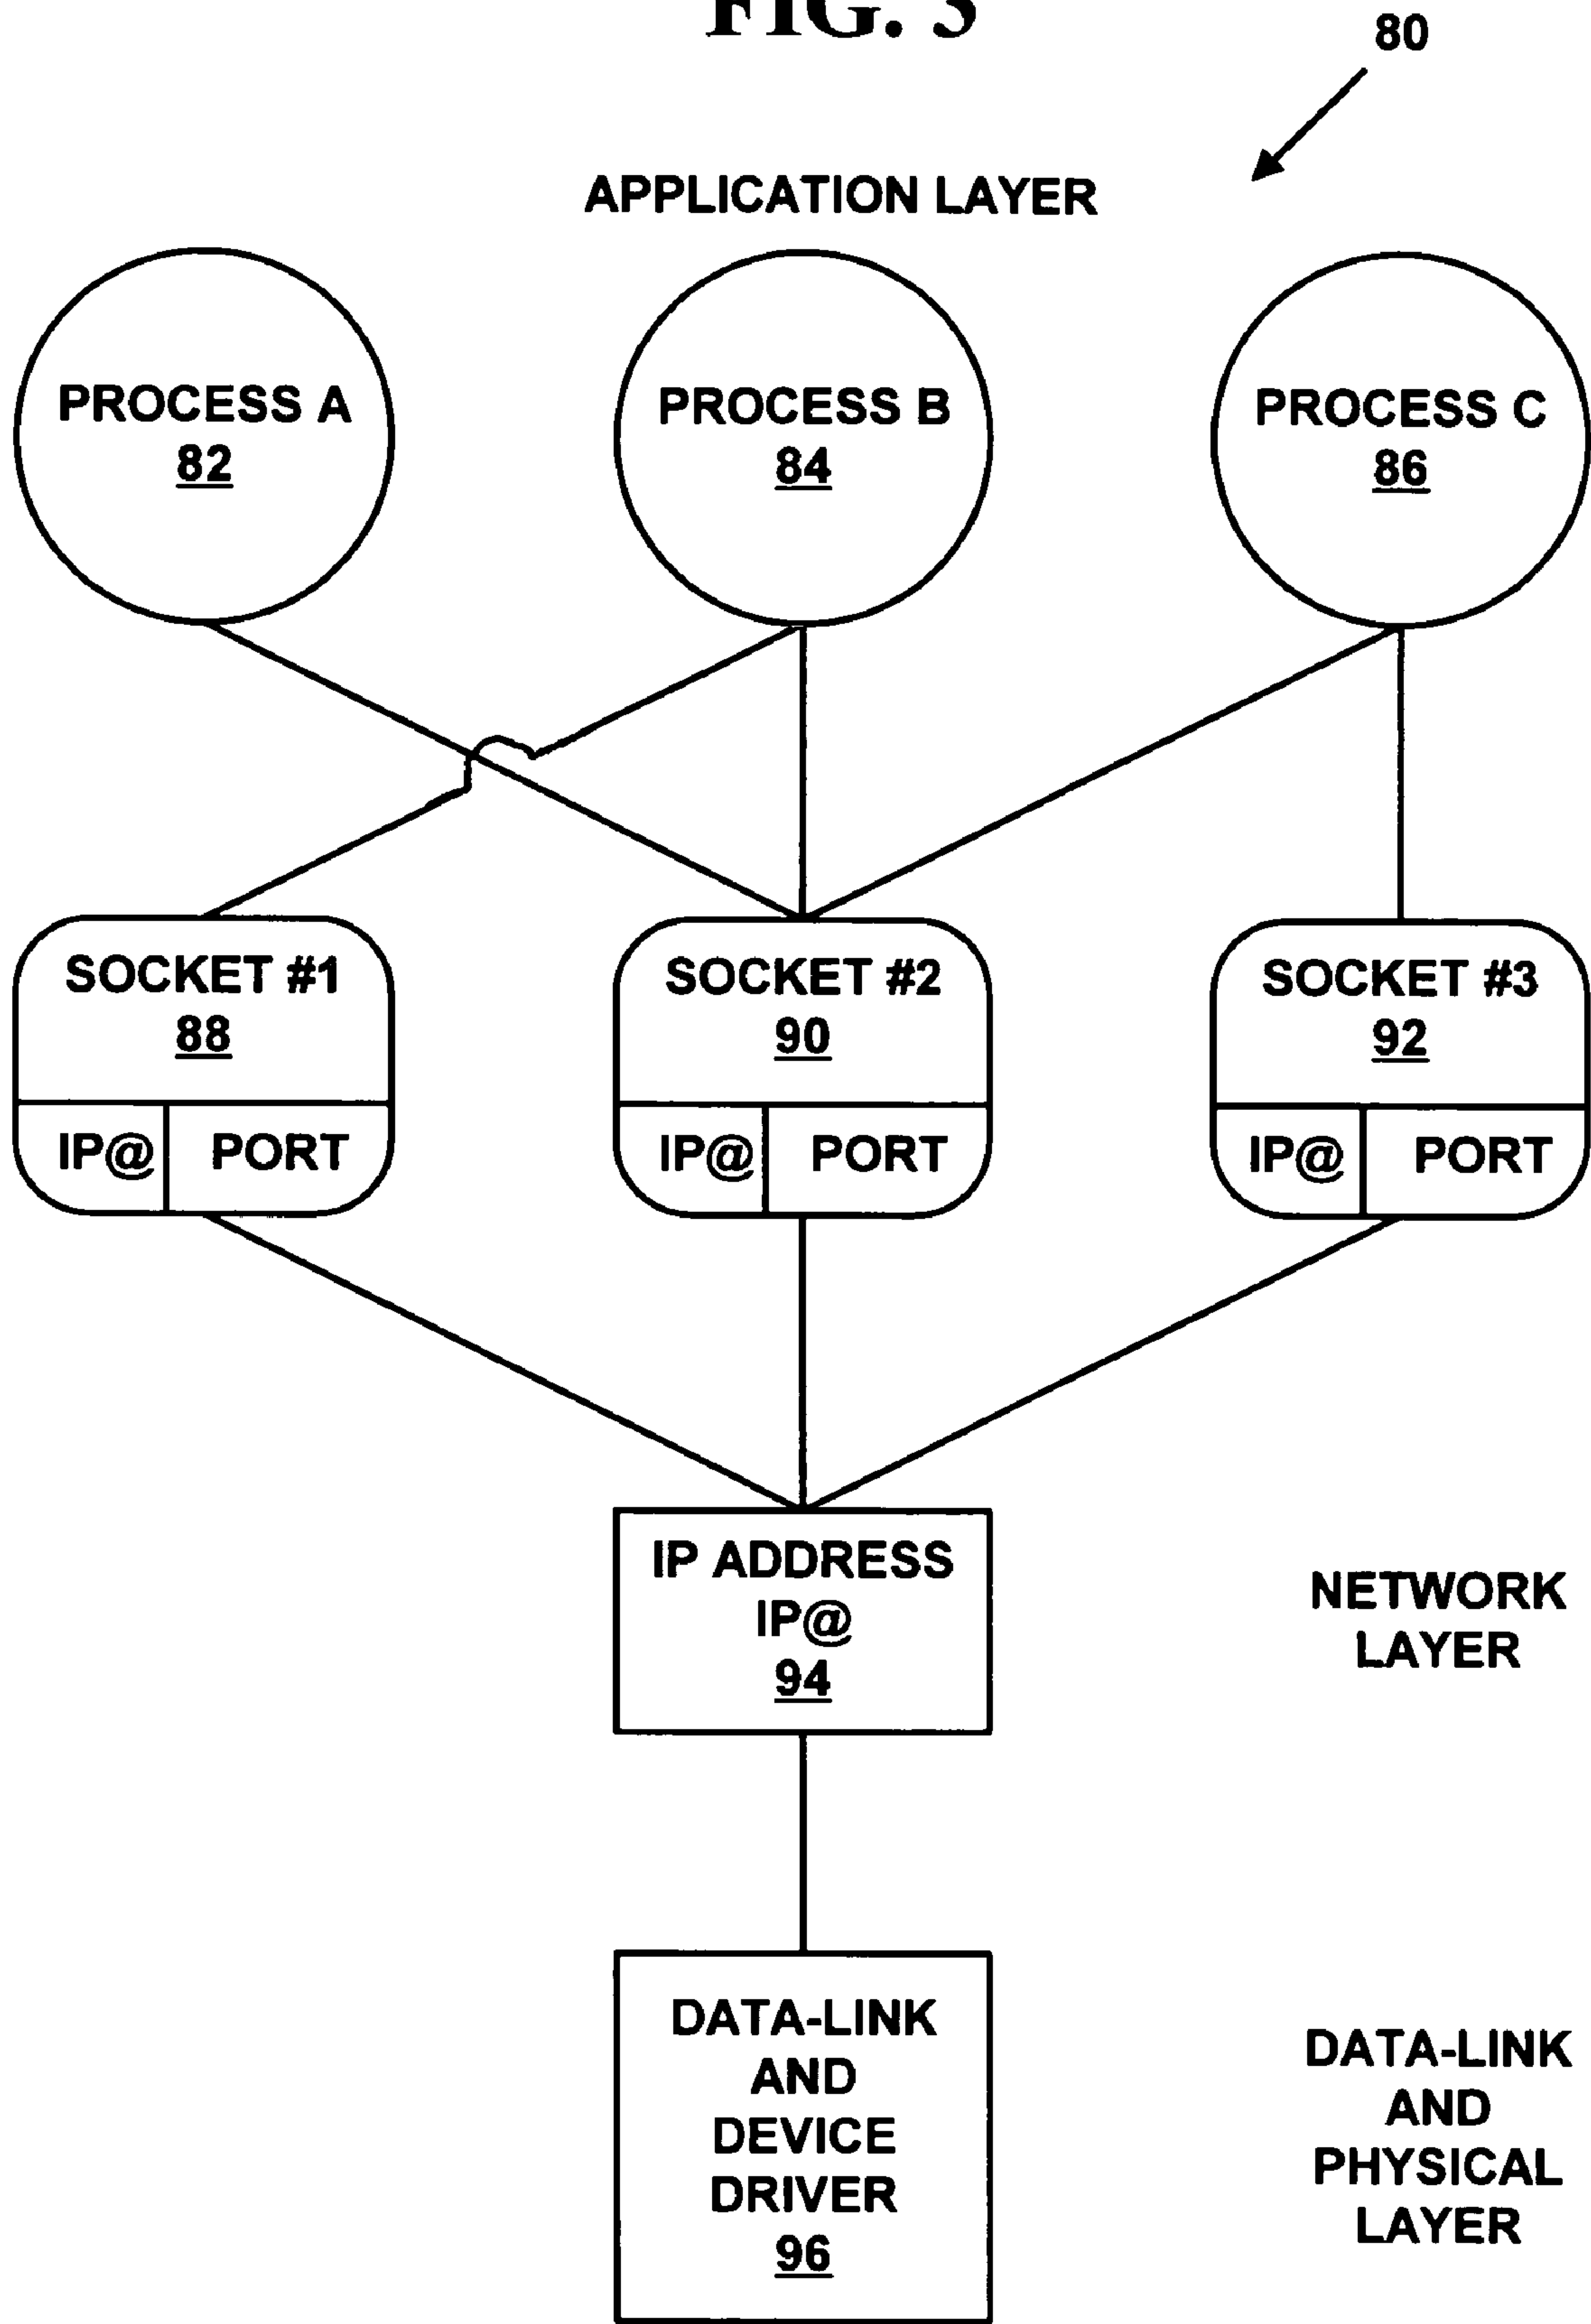 FIG. 3
80
APPLICATION LAYER
PROCESS A
82
PROCESS B
84
PROCESS C
86
SOCKET #1
88
IP@
PORT
SOCKET #2
90
IP@
PORT
SOCKET #3
92
IP@
PORT
IP ADDRESS
IP@
94
NETWORK
LAYER
DATA-LINK
AND
DEVICE
DRIVER
96
DATA-LINK
AND
PHYSICAL
LAYER